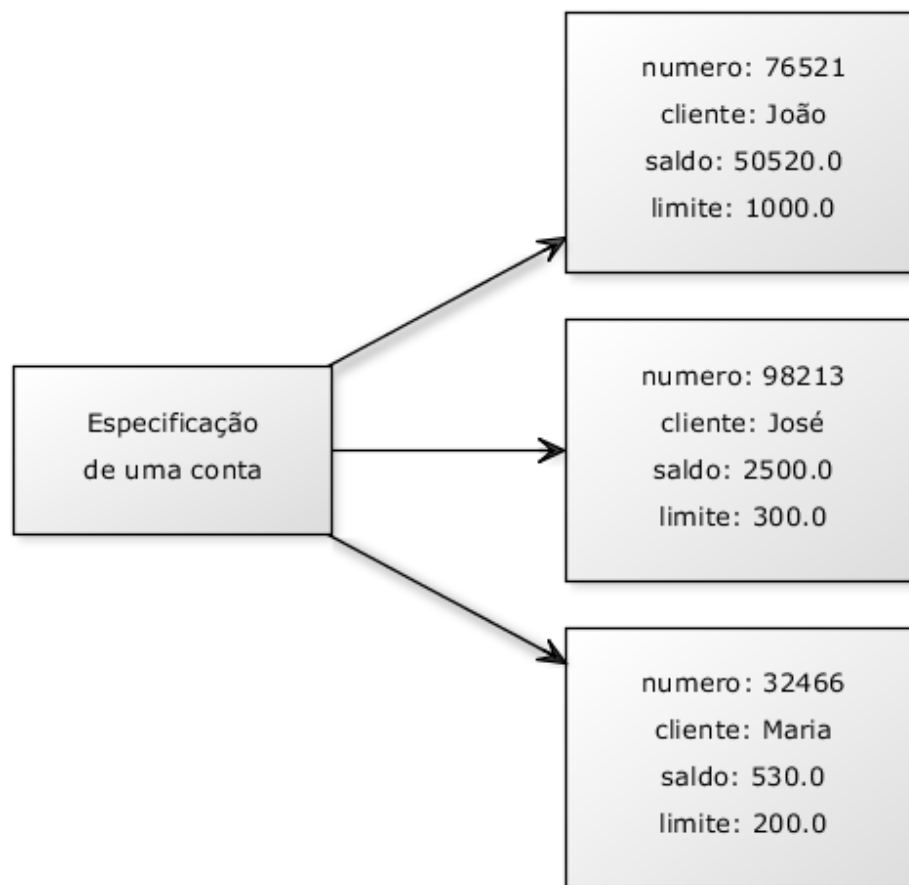 Especificação
de uma conta
numero: 76521
cliente: João
saldo: 50520.0
limite: 1000.0
numero: 98213
cliente: José
saldo: 2500.0
limite: 300.0
numero: 32466
cliente: Maria
saldo: 530.0
limite: 200.0